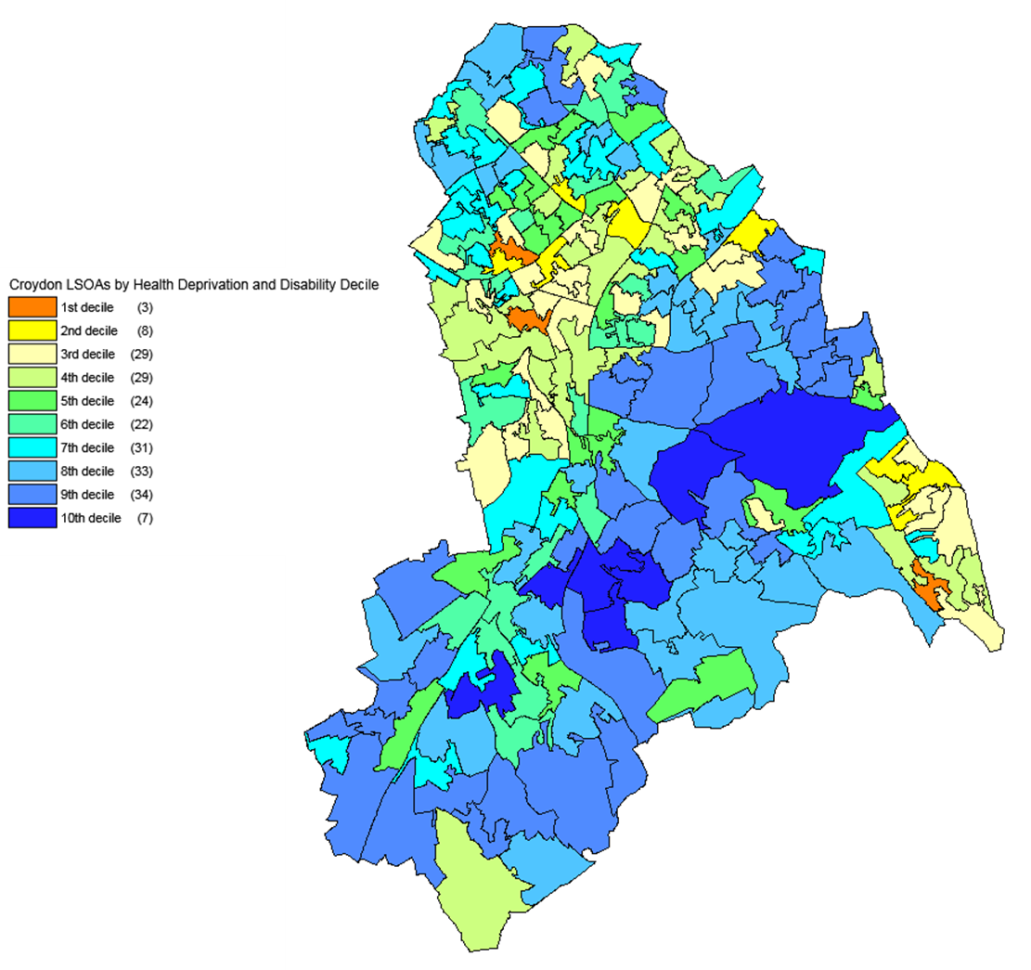 Croydon LSOAs by Health Deprivation and Disability Decile
1st decile (3)
2nd decile (8)
3rd decile (29)
4th decile (29)
5th decile (24)
6th decile (22)
7th decile (31)
8th decile (33)
9th decile (34)
10th decile (7)